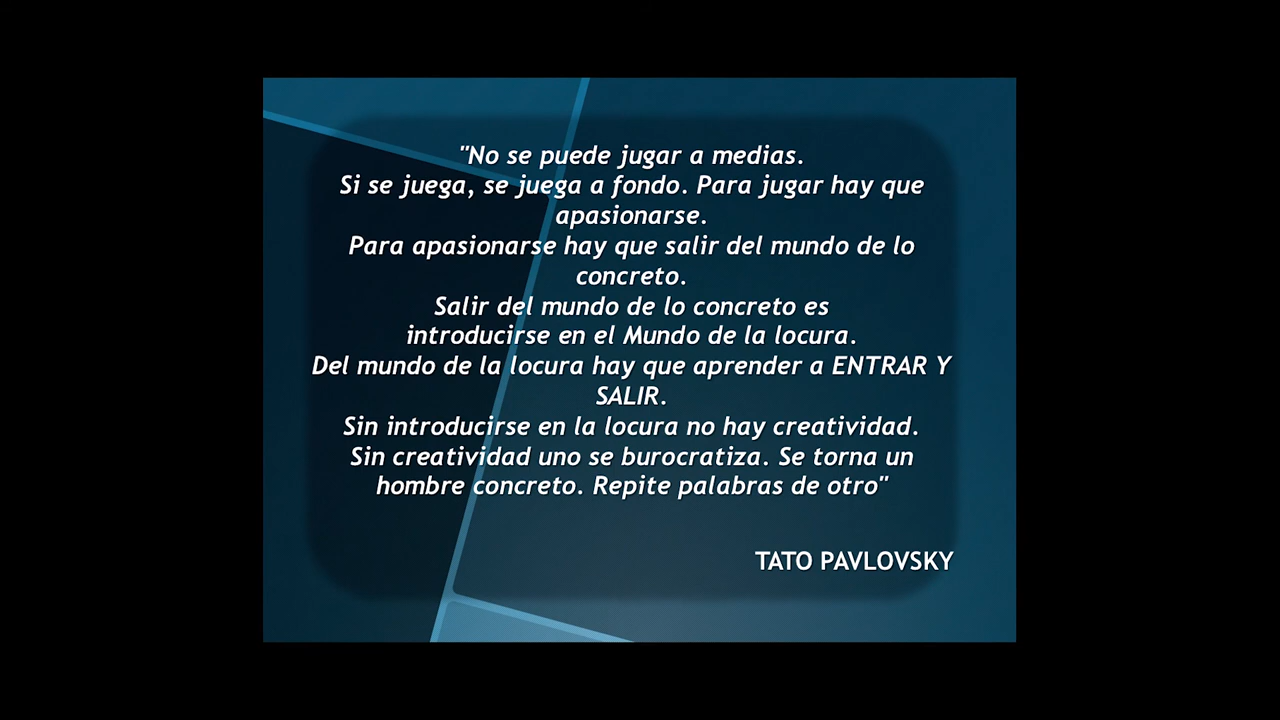 "No se puede jugar a medias.
Si se juega, se juega a fondo. Para jugar hay que
apasionarse.
Para apasionarse hay que salir del mundo de lo
concreto.
Salir del mundo de lo concreto es
introducirse en el Mundo de la locura.
Del mundo de la locura hay que aprender a ENTRAR Y
SALIR.
Sin introducirse en la locura no hay creatividad.
Sin creatividad uno se burocratiza. Se torna un
hombre concreto. Repite palabras de otro"
TATO PAVLOVSKY